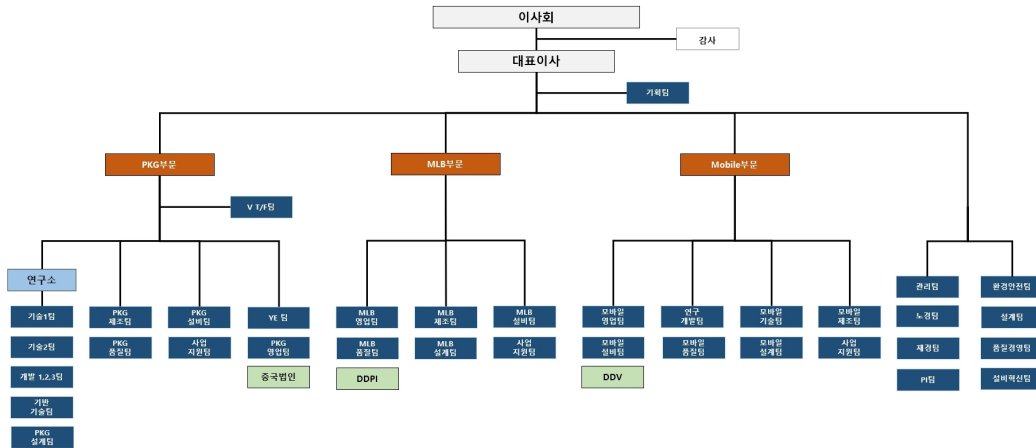 이사회
감사
대표이사
기획팀
PKG부문
MLB부문
Mobile부문
V T/F팀
연구소
기술1팀
기술2팀
개발 1,2,3팀
기반
기술팀
PKG
설계팀
PKG
제조팀
PKG
품질팀
PKG
설비팀
사업
지원팀
YE 팀
PKG
영업팀
중국법인
MLB
영업팀
MLB
품질팀
DDPI
MLB
제조팀
MLB
설계팀
MLB
설비팀
사업
지원팀
모바일
영업팀
모바일
설비팀
DDV
연구
개발팀
모바일
품질팀
모바일
기술팀
모바일
설계팀
모바일
제조팀
사업
지원팀
관리팀
노경팀
재경팀
PI팀
환경안전팀
설계팀
품질경영팀
설비혁신팀